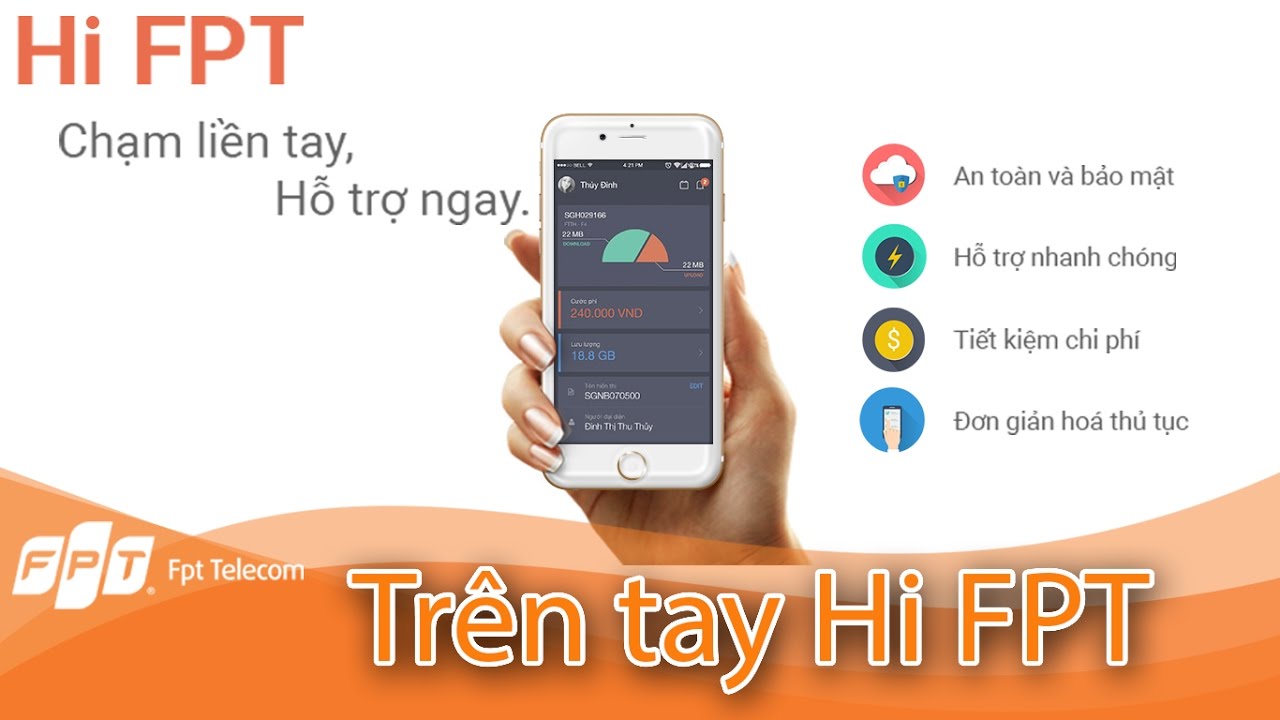 Hi FPT
Chạm liền tay,
Hỗ trợ ngay.
4:21 PM
Thùy Đinh
2
SGH029166
FTTH - F4
22 MB
DOWNLOAD
22 MB
UPLOAD
Cước phí
240.000 VND
Lưu lượng
18.8 GB
Tên hiển thị
EDIT
SGNB070500
Người đại diện
Đinh Thị Thu Thủy
An toàn và bảo mật
Hỗ trợ nhanh chóng
$
Tiết kiệm chi phí
Đơn giản hoá thủ tục
FPT®
Fpt Telecom
Trên tay Hi FPT